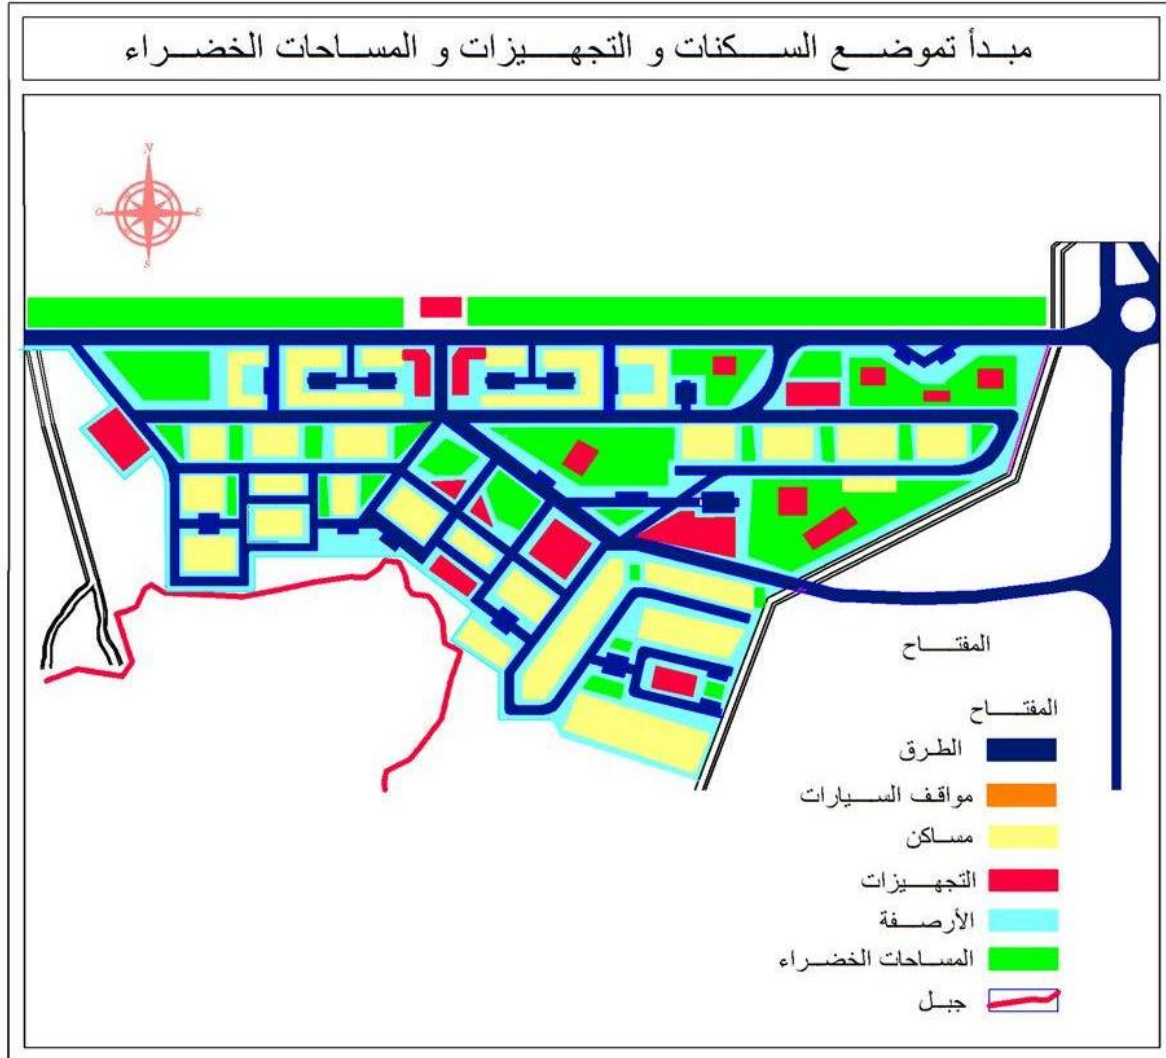 مبدأ تموضع السكنات و التجهيزات و المساحات الخضراء
N
O E
S
المفتاح
المفتاح
الطرق
مواقف السيارات
مساكن
التجهيزات
الأرصفة
المساحات الخضراء
جبل